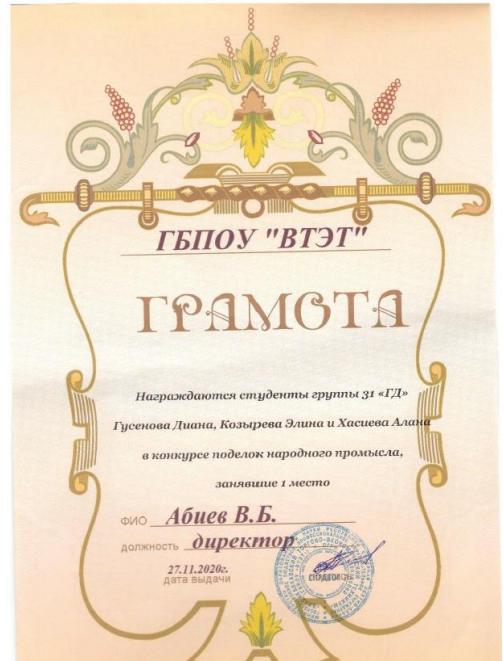 ГБПОУ "ВТЭТ"
ГРАМОТА
Награждаются студенты группы 31 «ГД»
Гусенова Диана, Козырева Элина и Хасиева Алана
в конкурсе поделок народного промысла,
занявшие 1 место
ФИО Абиев В.Б.
должность директор
27.11.2020г.
дата выдачи